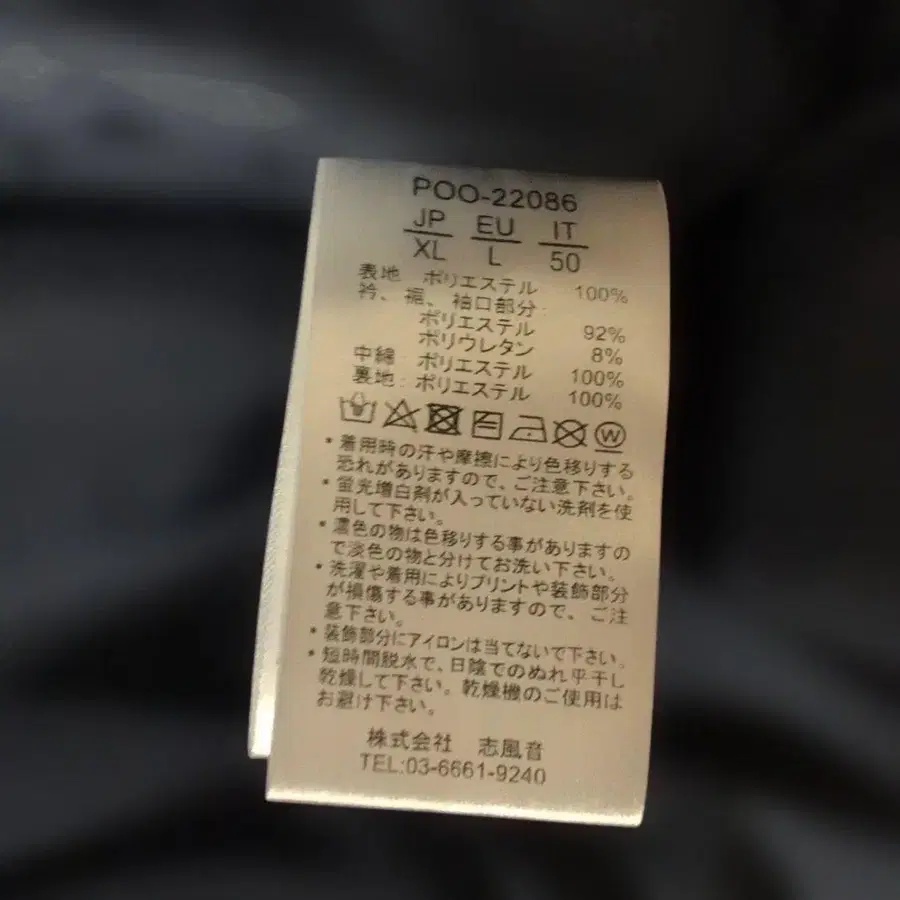 POO-22086
JP EU IT
XL L 50
表地 ポリエステル 100%
衿、裾、袖口部分:
ポリエステル 92%
ポリウレタン 8%
中綿: ポリエステル 100%
裏地: ポリエステル 100%
W
* 着用時の汗や摩擦により色移りする
恐れがありますので、ご注意下さい。
* 蛍光増白剤が入っていない洗剤を使
用して下さい。
* 濃色の物は色移りする事がありますの
で淡色の物と分けてお洗い下さい。
* 洗濯や着用によりプリントや装飾部分
が損傷する事がありますので、ご注
意下さい。
* 装飾部分にアイロンは当てないで下さい。
* 短時間脱水で、日陰でのぬれ平干し
乾燥して下さい。乾燥機のご使用は
お避け下さい。
株式会社 志風音
TEL:03-6661-9240